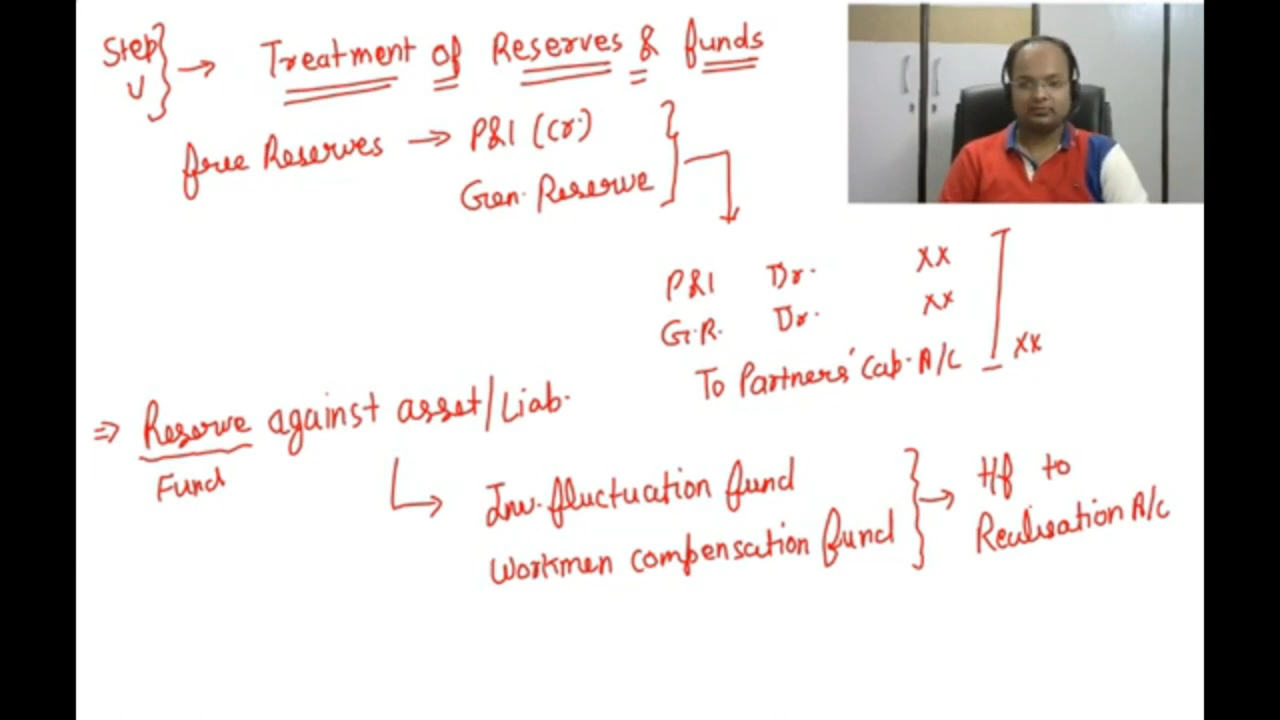 Step V → Treatment of Reserves & funds
free Reserves → P&l (Cr.)
Gen. Reserve
P&l Dr. XX
G.R. Dr. XX
To Partners' Cap. A/C XX
⇒ Reserve against asset/Liab.
Fund
Inv. fluctuation fund
Workmen compensation fund
→ t/f to
Realisation A/c